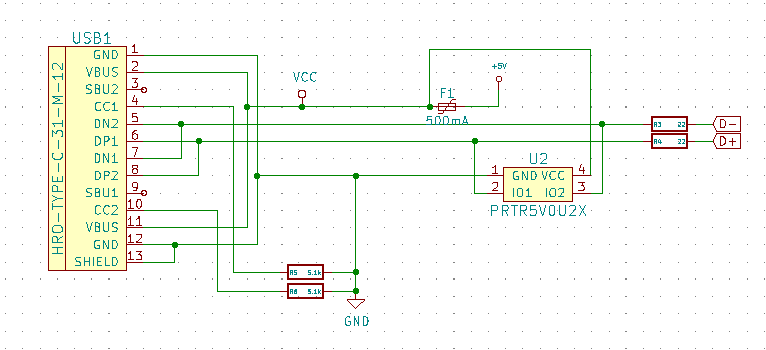 USB1
HRO-TYPE-C-31-M-12
GND 1
VBUS 2
SBU2 3
CC1 4
DN2 5
DP1 6
DN1 7
DP2 8
SBU1 9
CC2 10
VBUS 11
GND 12
SHIELD 13
VCC
F1
500mA
+5V
R3 22
D-
R4 22
D+
U2
1 GND VCC 4
2 IO1 IO2 3
PRTR5V0U2X
R5 5.1k
R6 5.1k
GND